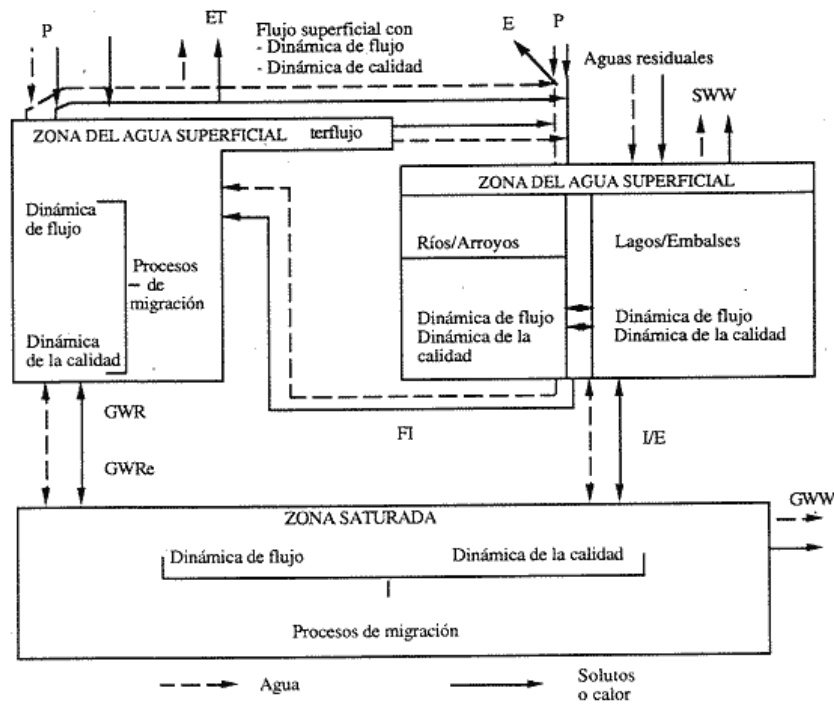 P
ET
Flujo superficial con
- Dinámica de flujo
- Dinámica de calidad
E
P
Aguas residuales
SWW
ZONA DEL AGUA SUPERFICIAL terflujo
ZONA DEL AGUA SUPERFICIAL
Dinámica
de flujo
Procesos
de
migración
Dinámica
de la calidad
Ríos/Arroyos
Lagos/Embalses
Dinámica de flujo
Dinámica de la
calidad
Dinámica de flujo
Dinámica de la calidad
GWR
GWRe
FI
I/E
GWW
ZONA SATURADA
Dinámica de flujo
Dinámica de la calidad
Procesos de migración
Agua
Solutos
o calor